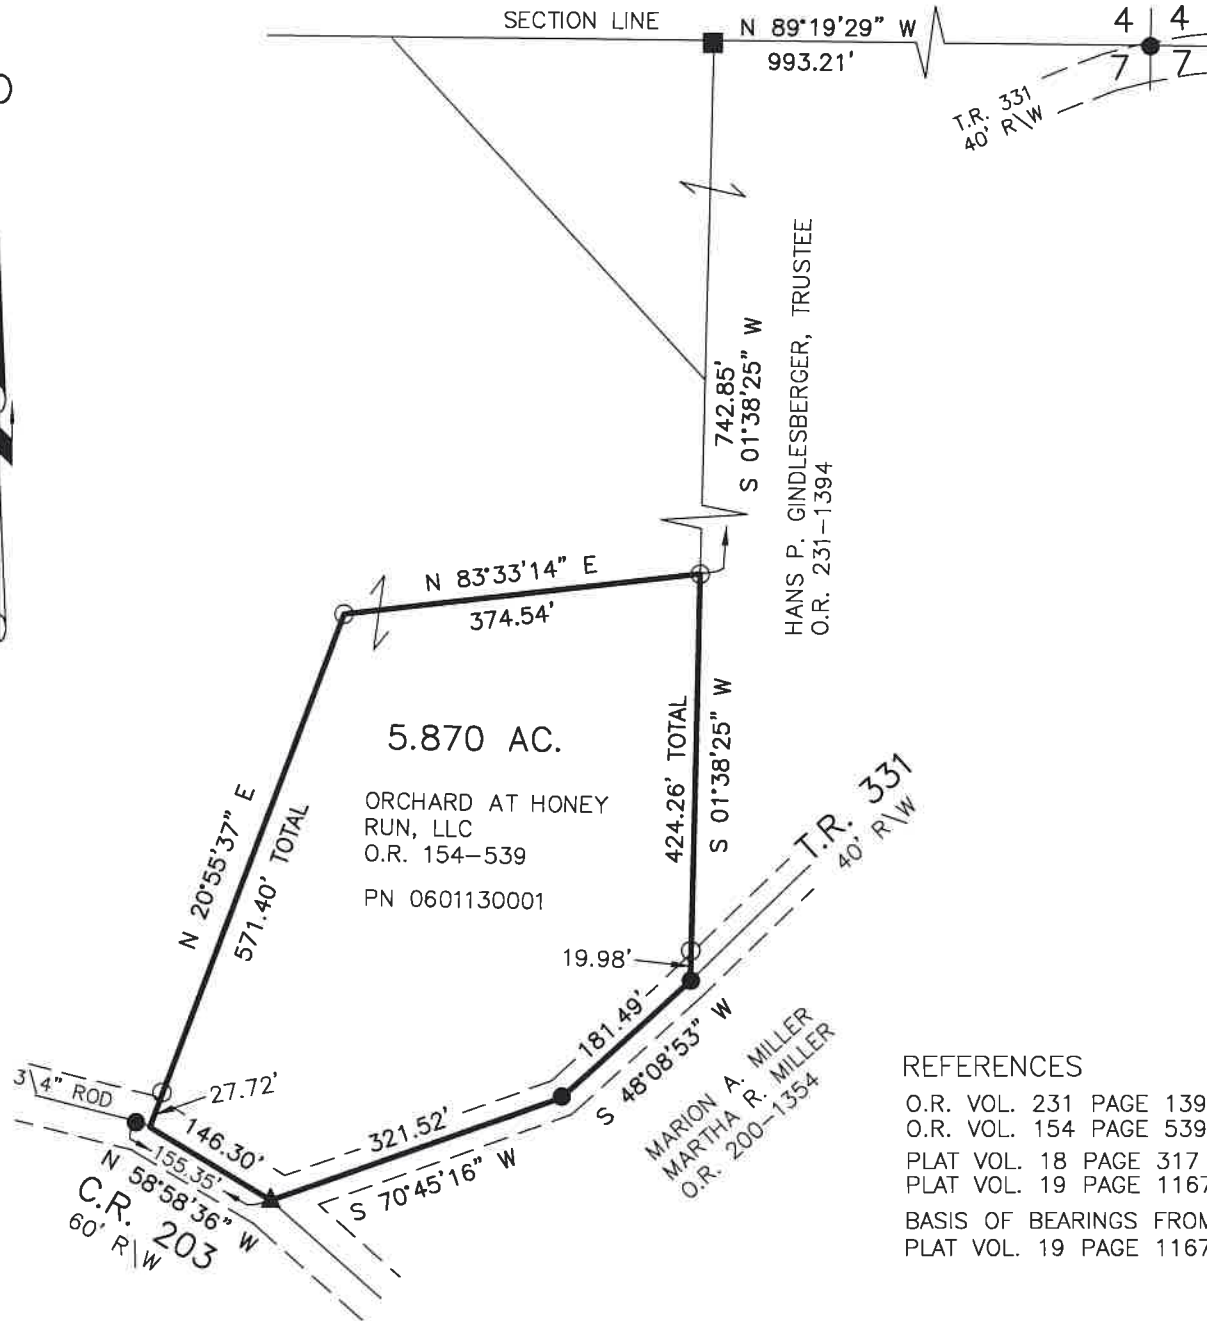 SECTION LINE
N 89°19'29" W
993.21'
4 4
7 7
T.R. 331
40' R\W
742.85'
S 01°38'25" W
HANS P. GINDLESBERGER, TRUSTEE
O.R. 231-1394
N 83°33'14" E
374.54'
5.870 AC.
ORCHARD AT HONEY
RUN, LLC
O.R. 154-539
PN 0601130001
N 20°55'37" E
571.40' TOTAL
424.26' TOTAL
S 01°38'25" W
T.R. 331
40' R\W
19.98'
181.49'
S 48°08'53" W
MARION A. MILLER
MARTHA R. MILLER
O.R. 200-1354
3\4" ROD
27.72'
146.30'
155.35'
N 58°58'36" W
C.R. 203
60' R\W
321.52'
S 70°45'16" W
REFERENCES
O.R. VOL. 231 PAGE 139
O.R. VOL. 154 PAGE 539
PLAT VOL. 18 PAGE 317
PLAT VOL. 19 PAGE 1167
BASIS OF BEARINGS FROM
PLAT VOL. 19 PAGE 1167